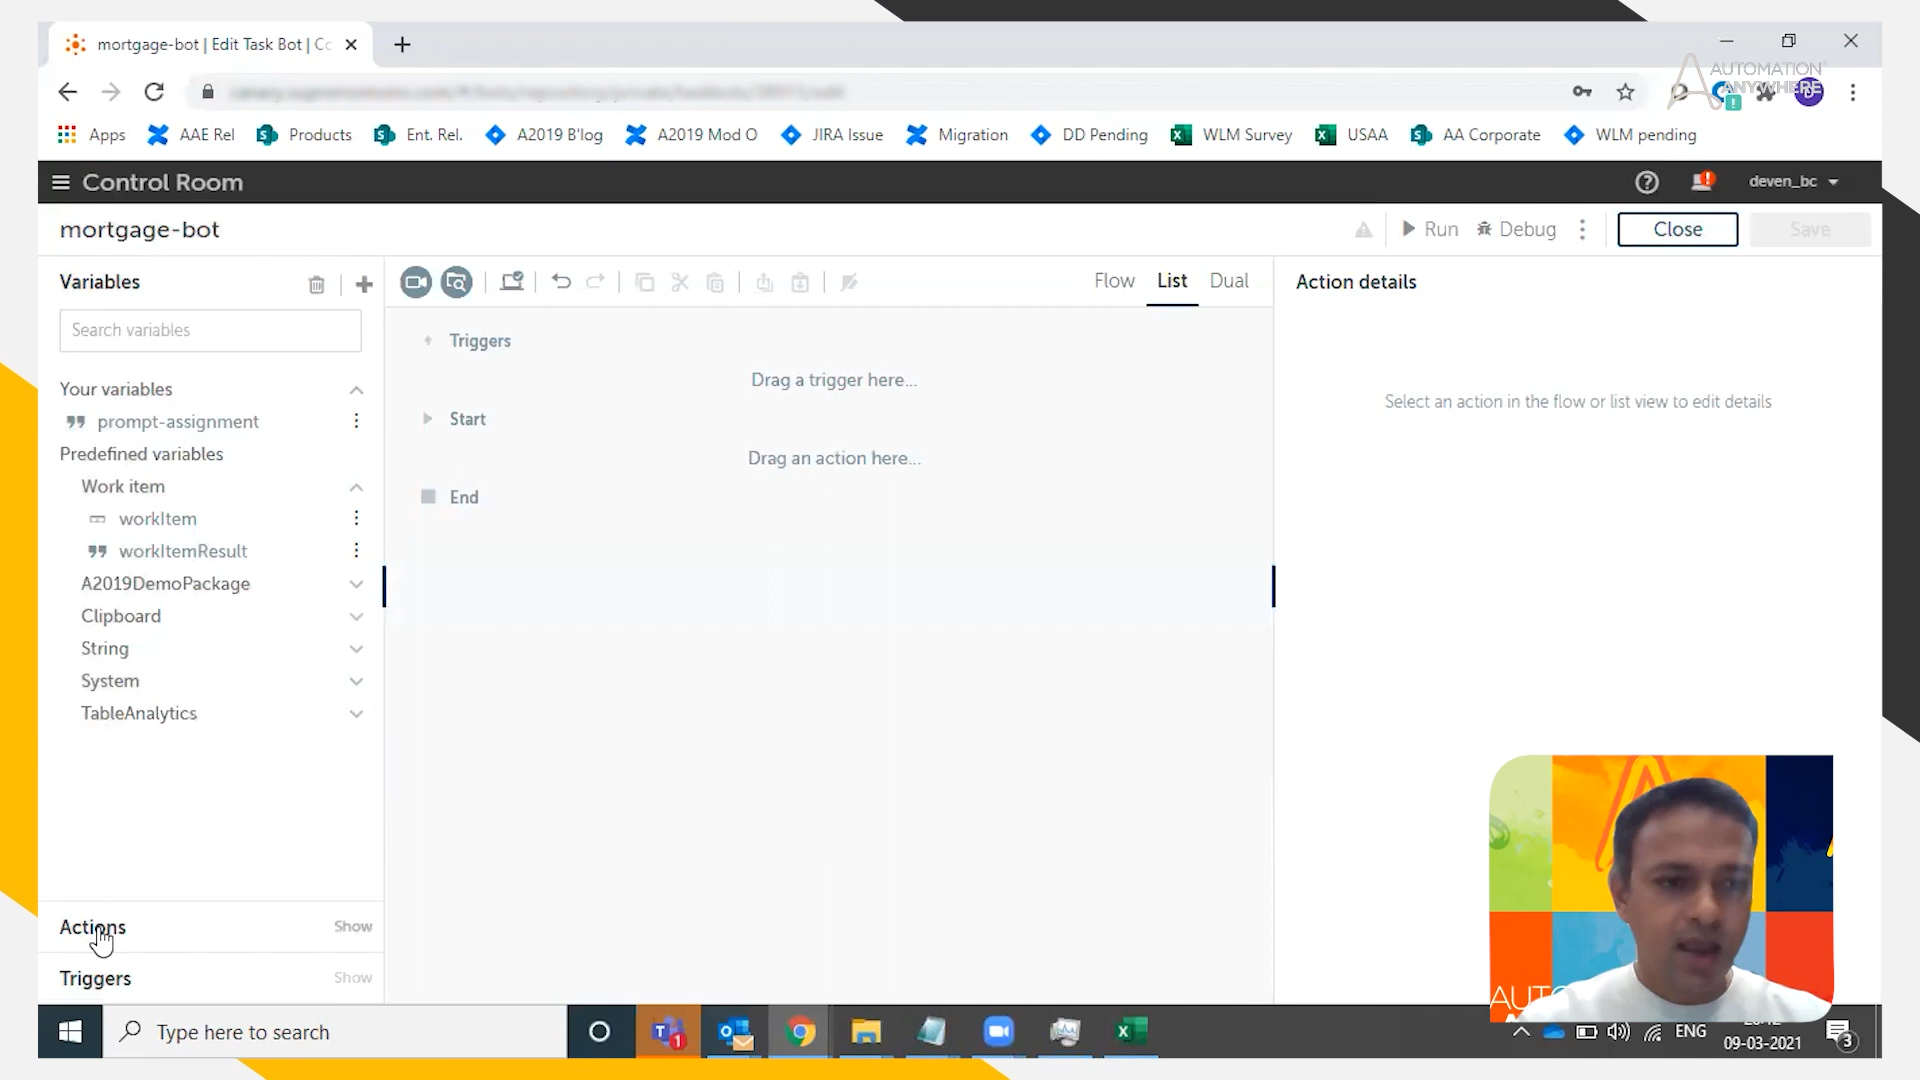 mortgage-bot | Edit Task Bot | Cc
AUTOMATION
ANYWHERE
Apps
AAE Rel
Products
Ent. Rel.
A2019 B'log
A2019 Mod O
JIRA Issue
Migration
DD Pending
WLM Survey
USAA
AA Corporate
WLM pending
Control Room
deven_bc
mortgage-bot
Run
Debug
Close
Save
Variables
Flow
List
Dual
Action details
Search variables
Triggers
Drag a trigger here...
Start
Drag an action here...
End
Select an action in the flow or list view to edit details
Your variables
prompt-assignment
Predefined variables
Work item
workItem
workItemResult
A2019DemoPackage
Clipboard
String
System
TableAnalytics
Actions
Show
Triggers
Show
Type here to search
1
ENG
09-03-2021
3